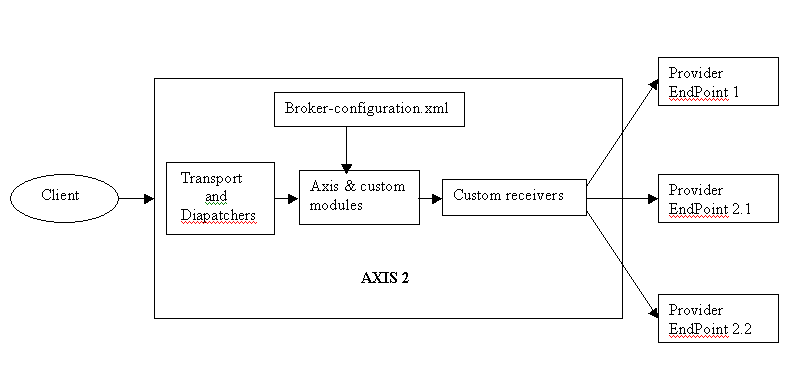 Client
Transport
and
Diapatchers
Broker-configuration.xml
Axis & custom
modules
Custom receivers
AXIS 2
Provider
EndPoint 1
Provider
EndPoint 2.1
Provider
EndPoint 2.2